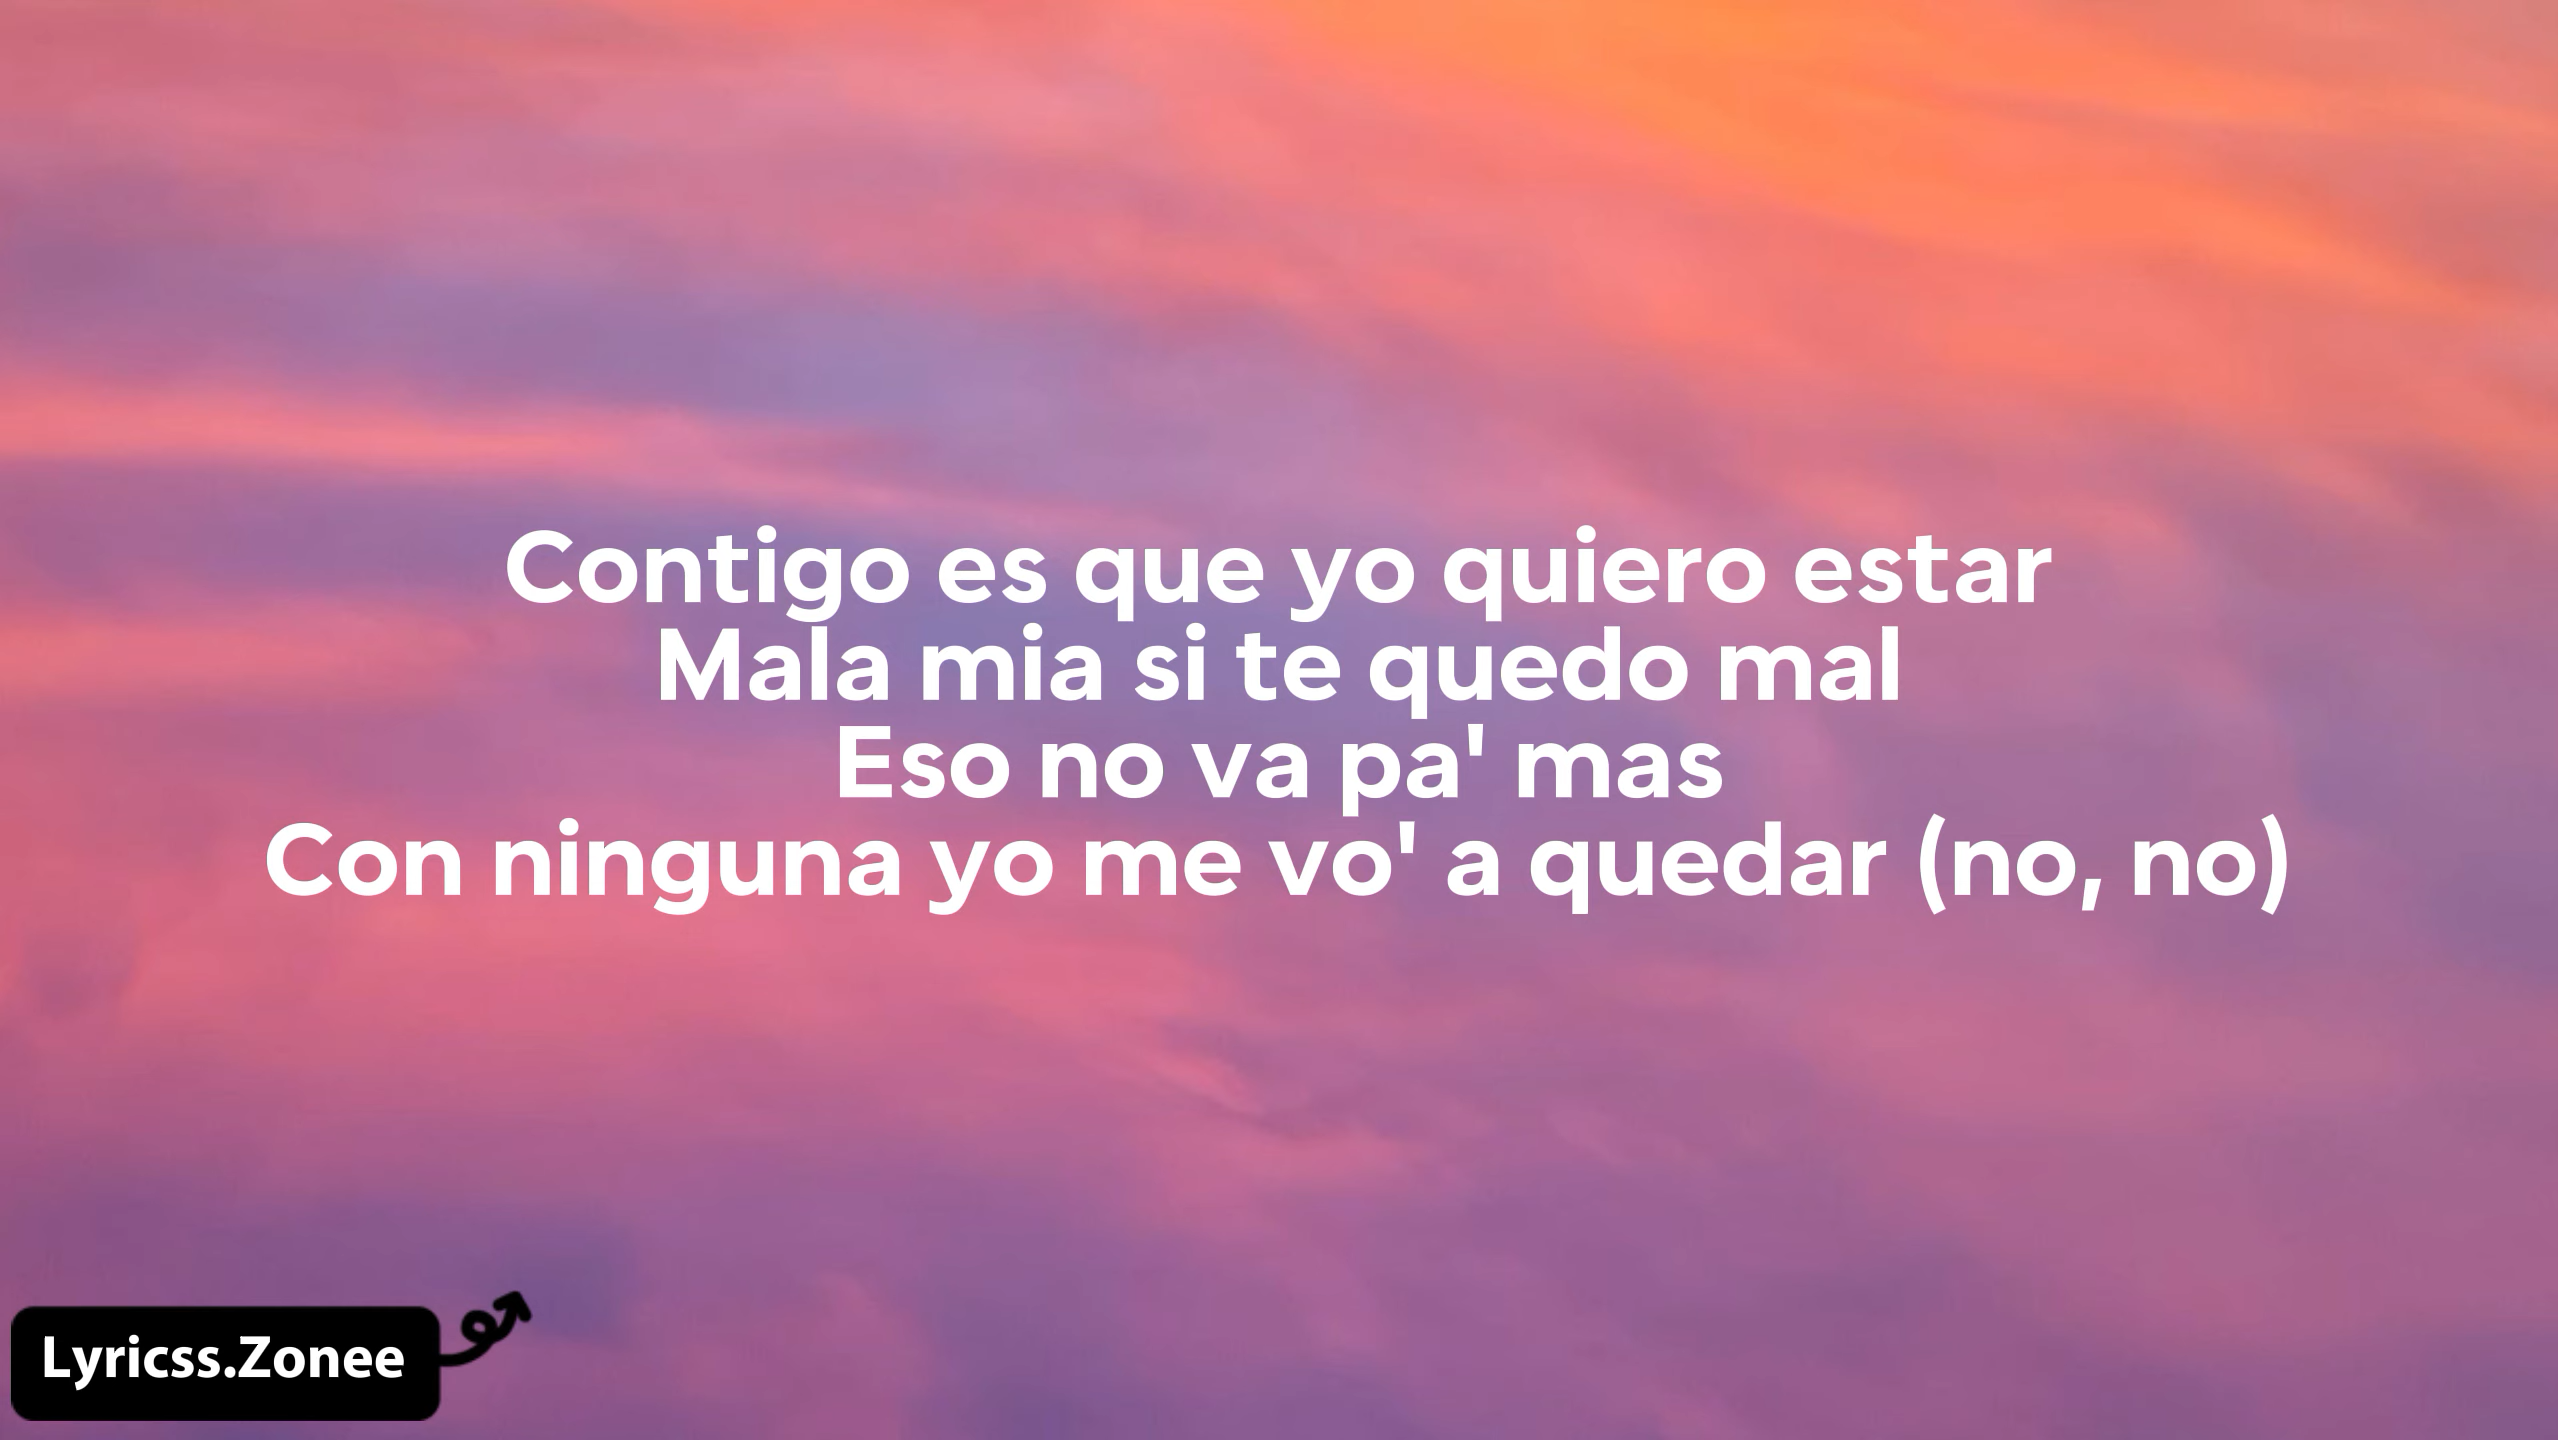 Contigo es que yo quiero estar
Mala mia si te quedo mal
Eso no va pa' mas
Con ninguna yo me vo' a quedar (no, no)
Lyricss.Zonee